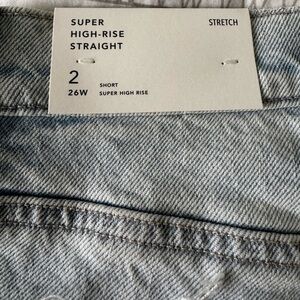 SUPER
HIGH-RISE
STRAIGHT
STRETCH
2
26W
SHORT
SUPER HIGH RISE